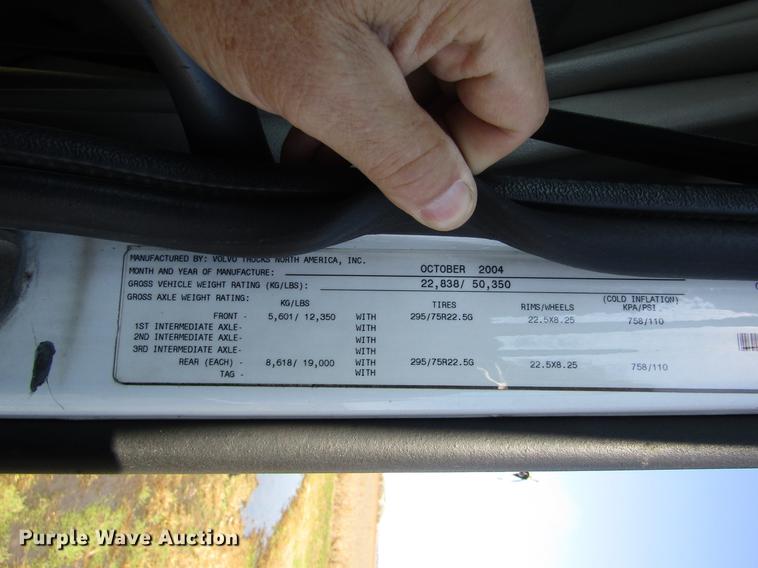 MANUFACTURED BY: VOLVO TRUCKS NORTH AMERICA, INC.
MONTH AND YEAR OF MANUFACTURE: OCTOBER 2004
GROSS VEHICLE WEIGHT RATING (KG/LBS): 22,838/ 50,350
GROSS AXLE WEIGHT RATING: (COLD INFLATION)
KG/LBS TIRES RIMS/WHEELS KPA/PSI
FRONT - 5,601/ 12,350 WITH 295/75R22.5G 22.5X8.25 758/110
1ST INTERMEDIATE AXLE- WITH
2ND INTERMEDIATE AXLE- WITH
3RD INTERMEDIATE AXLE- WITH
REAR (EACH) - 8,618/ 19,000 WITH 295/75R22.5G 22.5X8.25 758/110
TAG - WITH
Purple Wave Auction